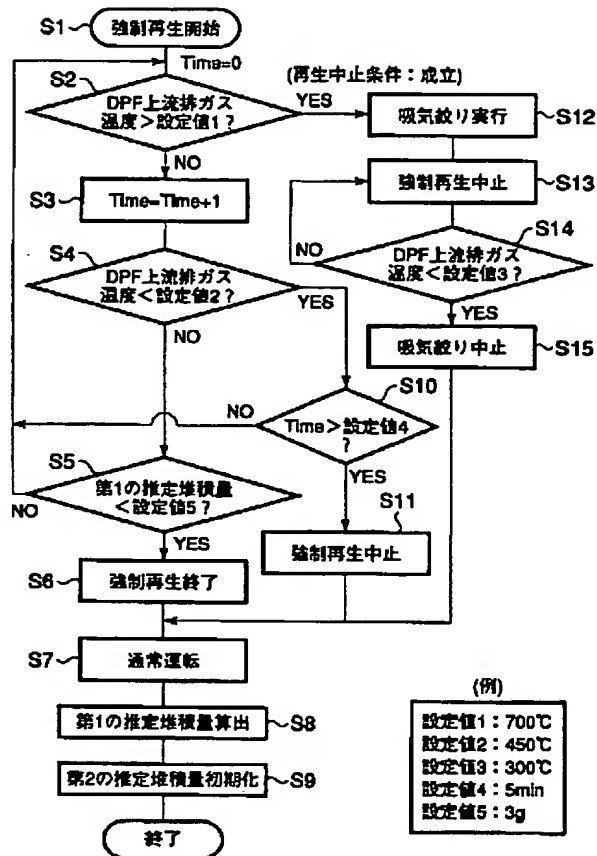 S1
強制再生開始
Time=0
S2
DPF上流排ガス
温度＞設定値1？
YES
NO
(再生中止条件：成立)
吸気絞り実行
S12
強制再生中止
S13
S14
DPF上流排ガス
温度＜設定値3？
NO
YES
吸気絞り中止
S15
S3
Time=Time+1
S4
DPF上流排ガス
温度＜設定値2？
YES
NO
S10
Time＞設定値4
？
NO
YES
S11
強制再生中止
S5
第1の推定堆積量
＜設定値5？
NO
YES
S6
強制再生終了
S7
通常運転
第1の推定堆積量算出
S8
第2の推定堆積量初期化
S9
終了
(例)
設定値1：700℃
設定値2：450℃
設定値3：300℃
設定値4：5min
設定値5：3g